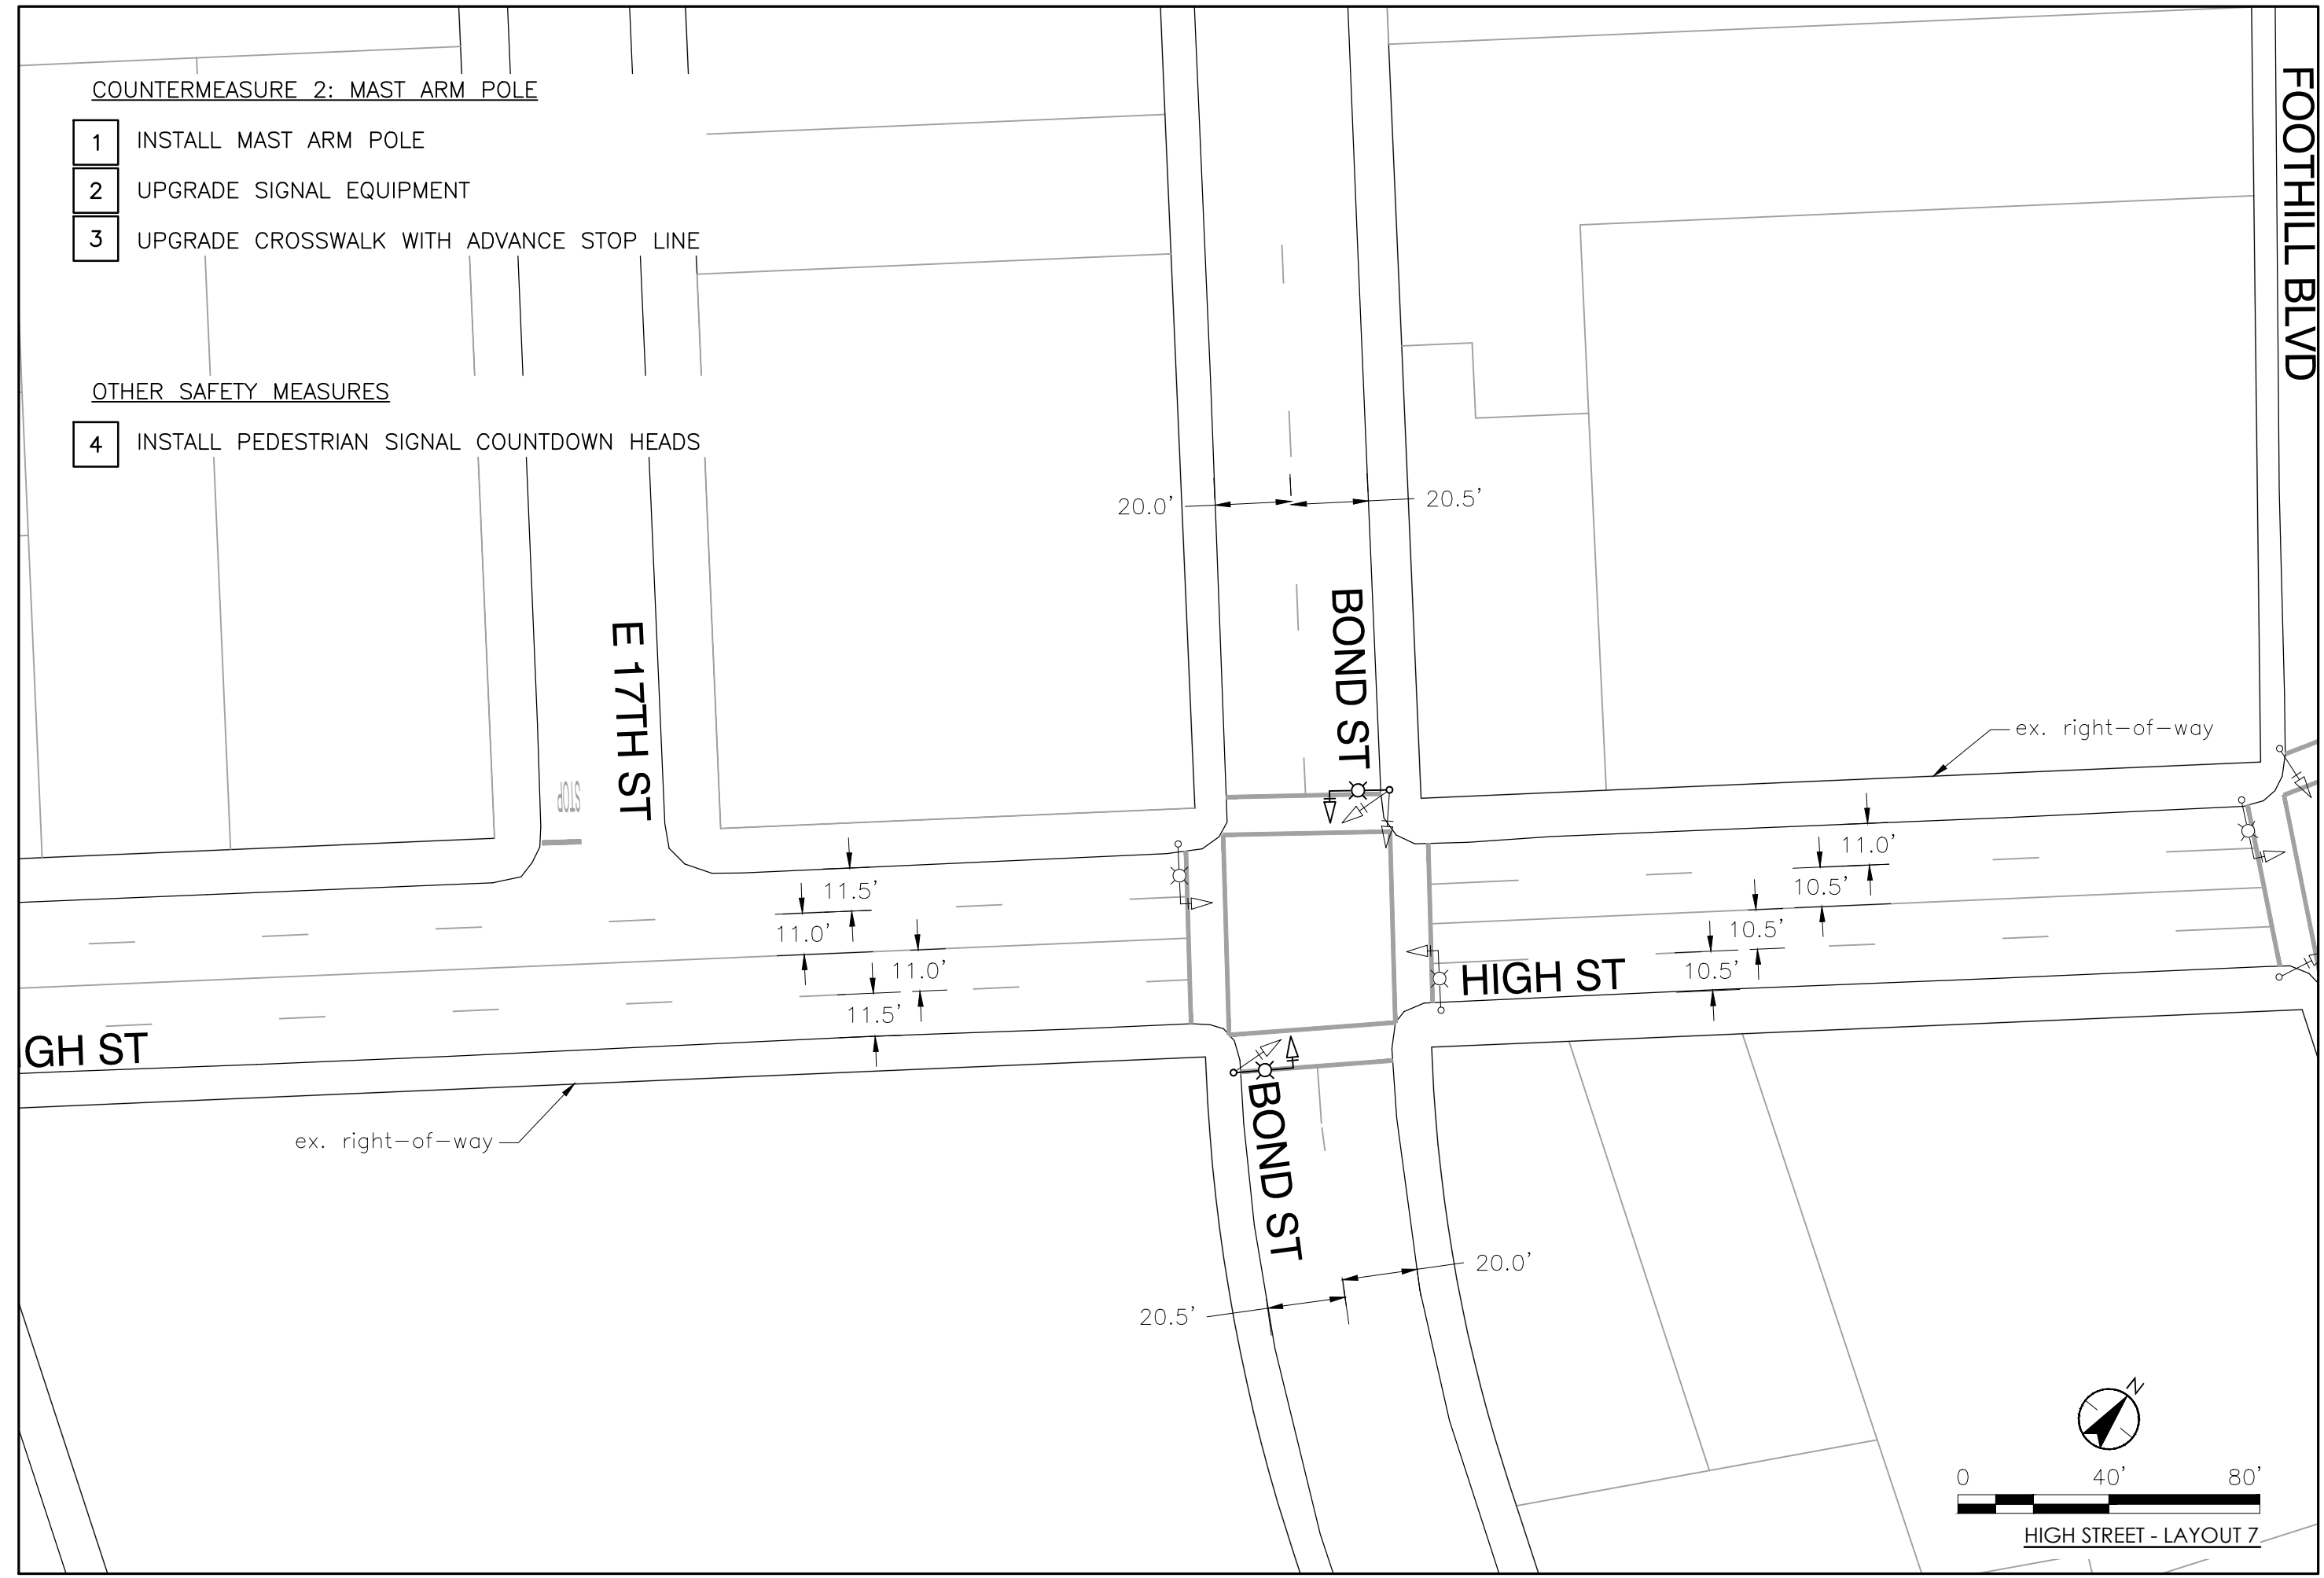 COUNTERMEASURE 2: MAST ARM POLE
1 INSTALL MAST ARM POLE
2 UPGRADE SIGNAL EQUIPMENT
3 UPGRADE CROSSWALK WITH ADVANCE STOP LINE
OTHER SAFETY MEASURES
4 INSTALL PEDESTRIAN SIGNAL COUNTDOWN HEADS
FOOTHILL BLVD
20.0'
20.5'
E 17TH ST
BOND ST
STOP
ex. right-of-way
11.5'
11.0'
11.0'
11.5'
11.0'
10.5'
10.5'
10.5'
HIGH ST
GH ST
ex. right-of-way
BOND ST
20.0'
20.5'
N
0 40' 80'
HIGH STREET - LAYOUT 7